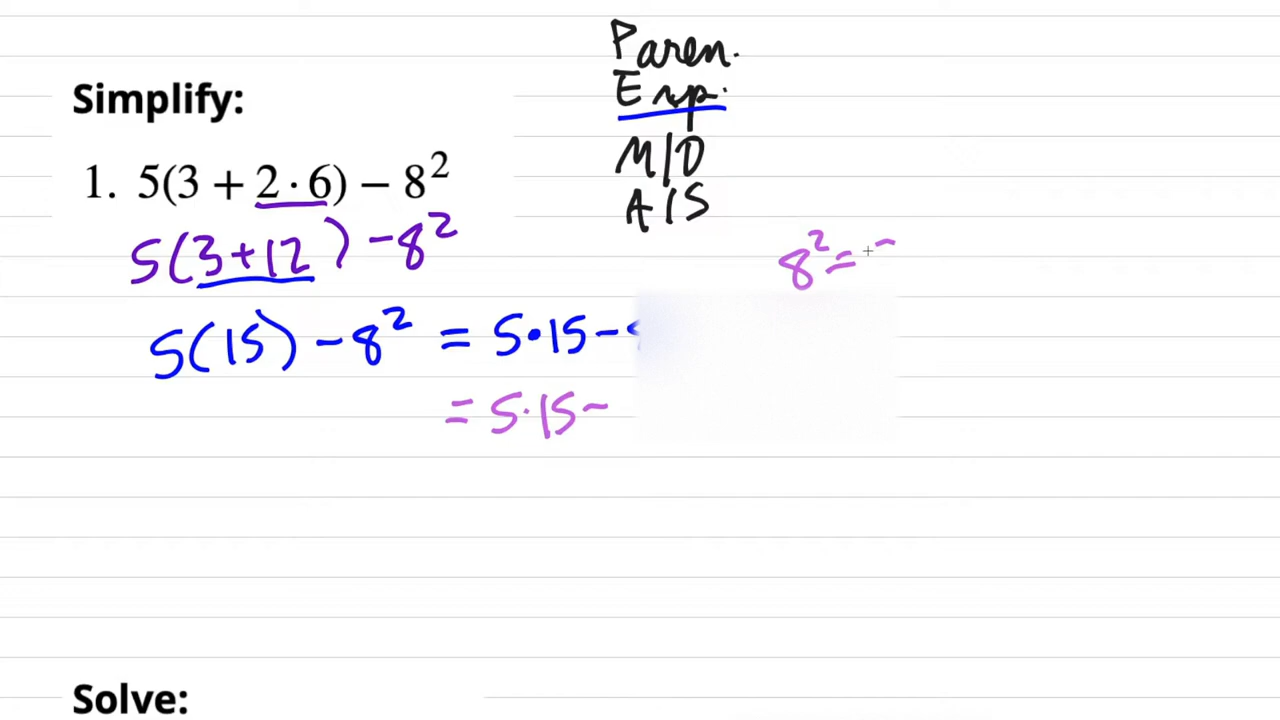 Paren.
Exp.
M/D
A/S
Simplify:
1. 5(3 + 2 · 6) − 8²
5(3+12) −8²
8²=
5(15) −8² = 5·15−
= 5·15−
Solve: